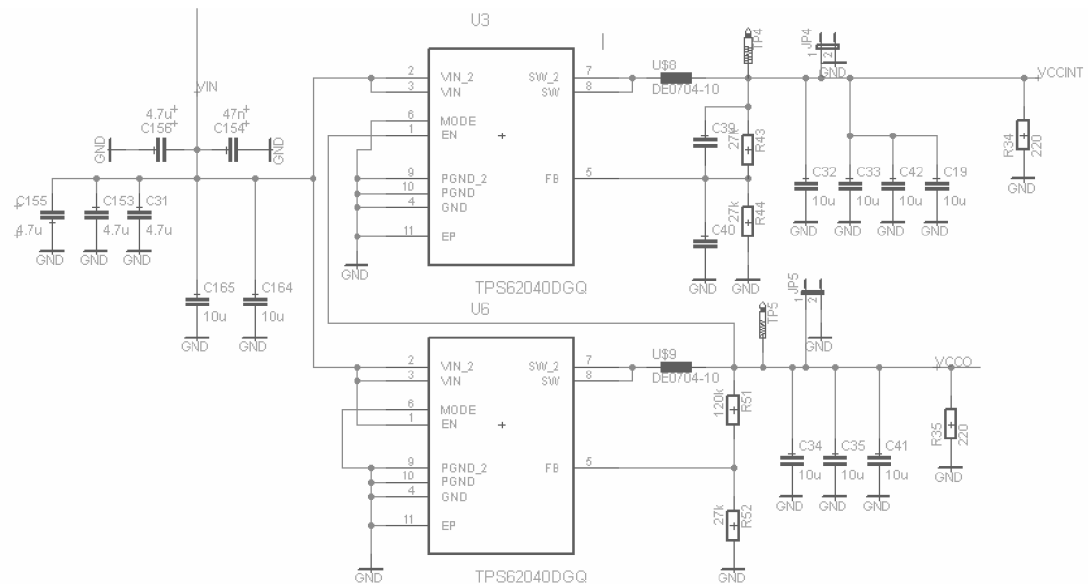 U3
TP4
JP4
1
2
GND
VIN
4.7u
C156
47n
C154
GND
GND
2
VIN_2
3
VIN
6
MODE
1
EN
9
PGND_2
10
PGND
4
GND
11
EP
SW_2
7
SW
8
FB
5
U$8
DE0704-10
VCCINT
C39
27k
R43
27k
R44
C40
GND
GND
R34
220
GND
C32
10u
GND
C33
10u
GND
C42
10u
GND
C19
10u
GND
C155
4.7u
GND
C153
4.7u
GND
C31
4.7u
GND
GND
TPS62040DGQ
C165
10u
GND
C164
10u
GND
U6
TP5
JP5
1
2
GND
2
VIN_2
3
VIN
6
MODE
1
EN
9
PGND_2
10
PGND
4
GND
11
EP
SW_2
7
SW
8
FB
5
U$9
DE0704-10
VCCO
120k
R51
27k
R52
GND
C34
10u
GND
C35
10u
GND
C41
10u
GND
R35
220
GND
GND
TPS62040DGQ